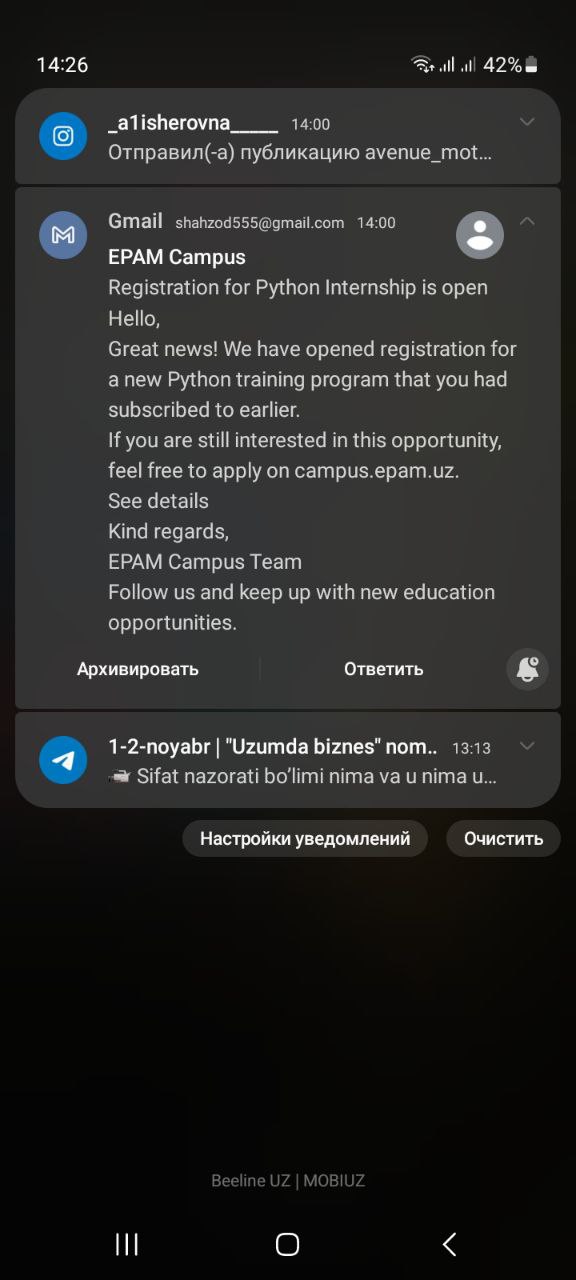 14:26
42%
_a1isherovna_____ 14:00
Отправил(-а) публикацию avenue_mot…
Gmail shahzod555@gmail.com 14:00
EPAM Campus
Registration for Python Internship is open
Hello,
Great news! We have opened registration for
a new Python training program that you had
subscribed to earlier.
If you are still interested in this opportunity,
feel free to apply on campus.epam.uz.
See details
Kind regards,
EPAM Campus Team
Follow us and keep up with new education
opportunities.
Архивировать Ответить
1-2-noyabr | "Uzumda biznes" nom.. 13:13
Sifat nazorati bo’limi nima va u nima u…
Настройки уведомлений Очистить
Beeline UZ | MOBIUZ